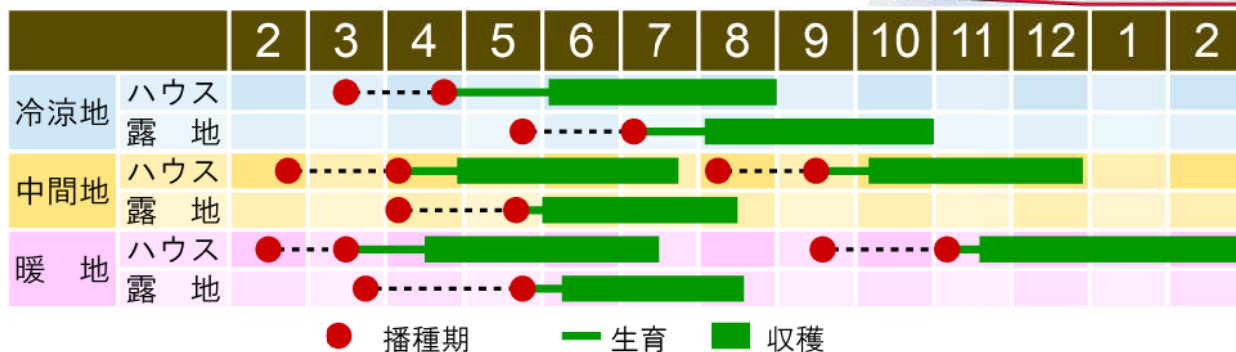 2 3 4 5 6 7 8 9 10 11 12 1 2
冷涼地 ハウス
露 地
中間地 ハウス
露 地
暖 地 ハウス
露 地
播種期 生育 収穫